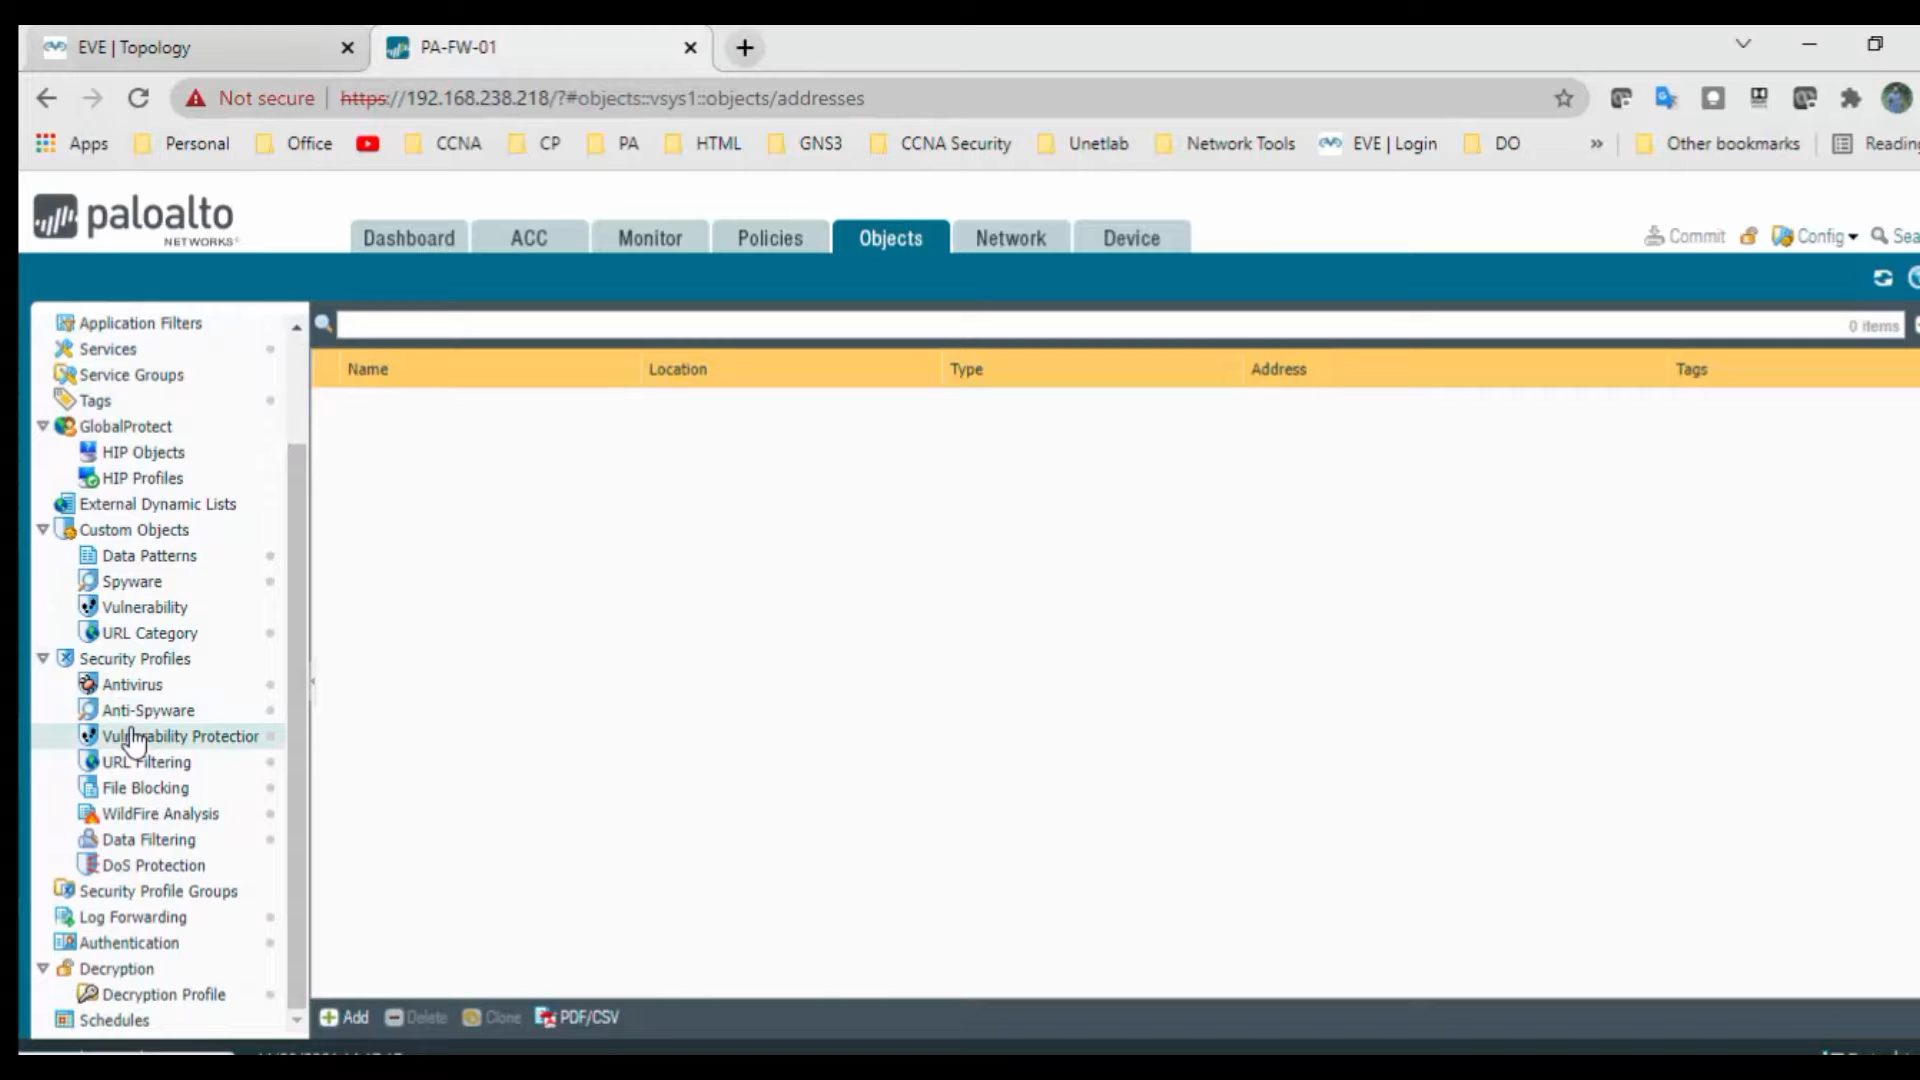 EVE | Topology
PA-FW-01
Not secure | https://192.168.238.218/?#objects::vsys1::objects/addresses
Apps Personal Office CCNA CP PA HTML GNS3 CCNA Security Unetlab Network Tools EVE | Login DO » Other bookmarks Reading
paloalto
NETWORKS
Dashboard ACC Monitor Policies Objects Network Device
Commit Config Sea
0 items
Name Location Type Address Tags
Application Filters
Services
Service Groups
Tags
GlobalProtect
HIP Objects
HIP Profiles
External Dynamic Lists
Custom Objects
Data Patterns
Spyware
Vulnerability
URL Category
Security Profiles
Antivirus
Anti-Spyware
Vulnerability Protection
URL Filtering
File Blocking
WildFire Analysis
Data Filtering
DoS Protection
Security Profile Groups
Log Forwarding
Authentication
Decryption
Decryption Profile
Schedules
Add Delete Clone PDF/CSV